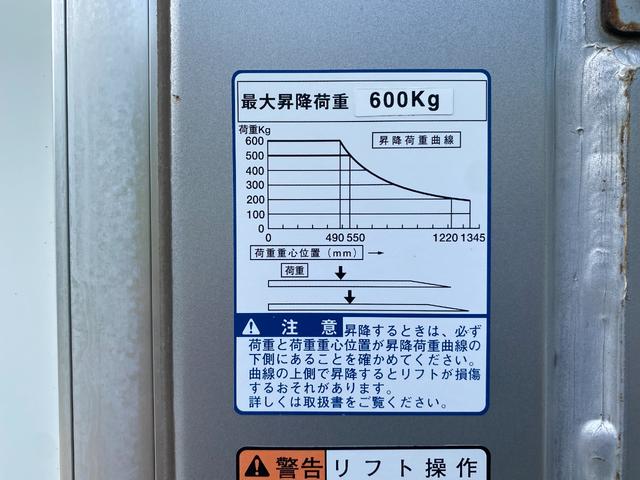 最大昇降荷重 600Kg
荷重Kg
昇降荷重曲線
600
500
400
300
200
100
0
0 490 550 1220 1345
荷重重心位置(mm) →
荷重
注意 昇降するときは、必ず
荷重と荷重重心位置が昇降荷重曲線の
下側にあることを確かめてください。
曲線の上側で昇降するとリフトが損傷
するおそれがあります。
詳しくは取扱書をご覧ください。
警告 リフト操作